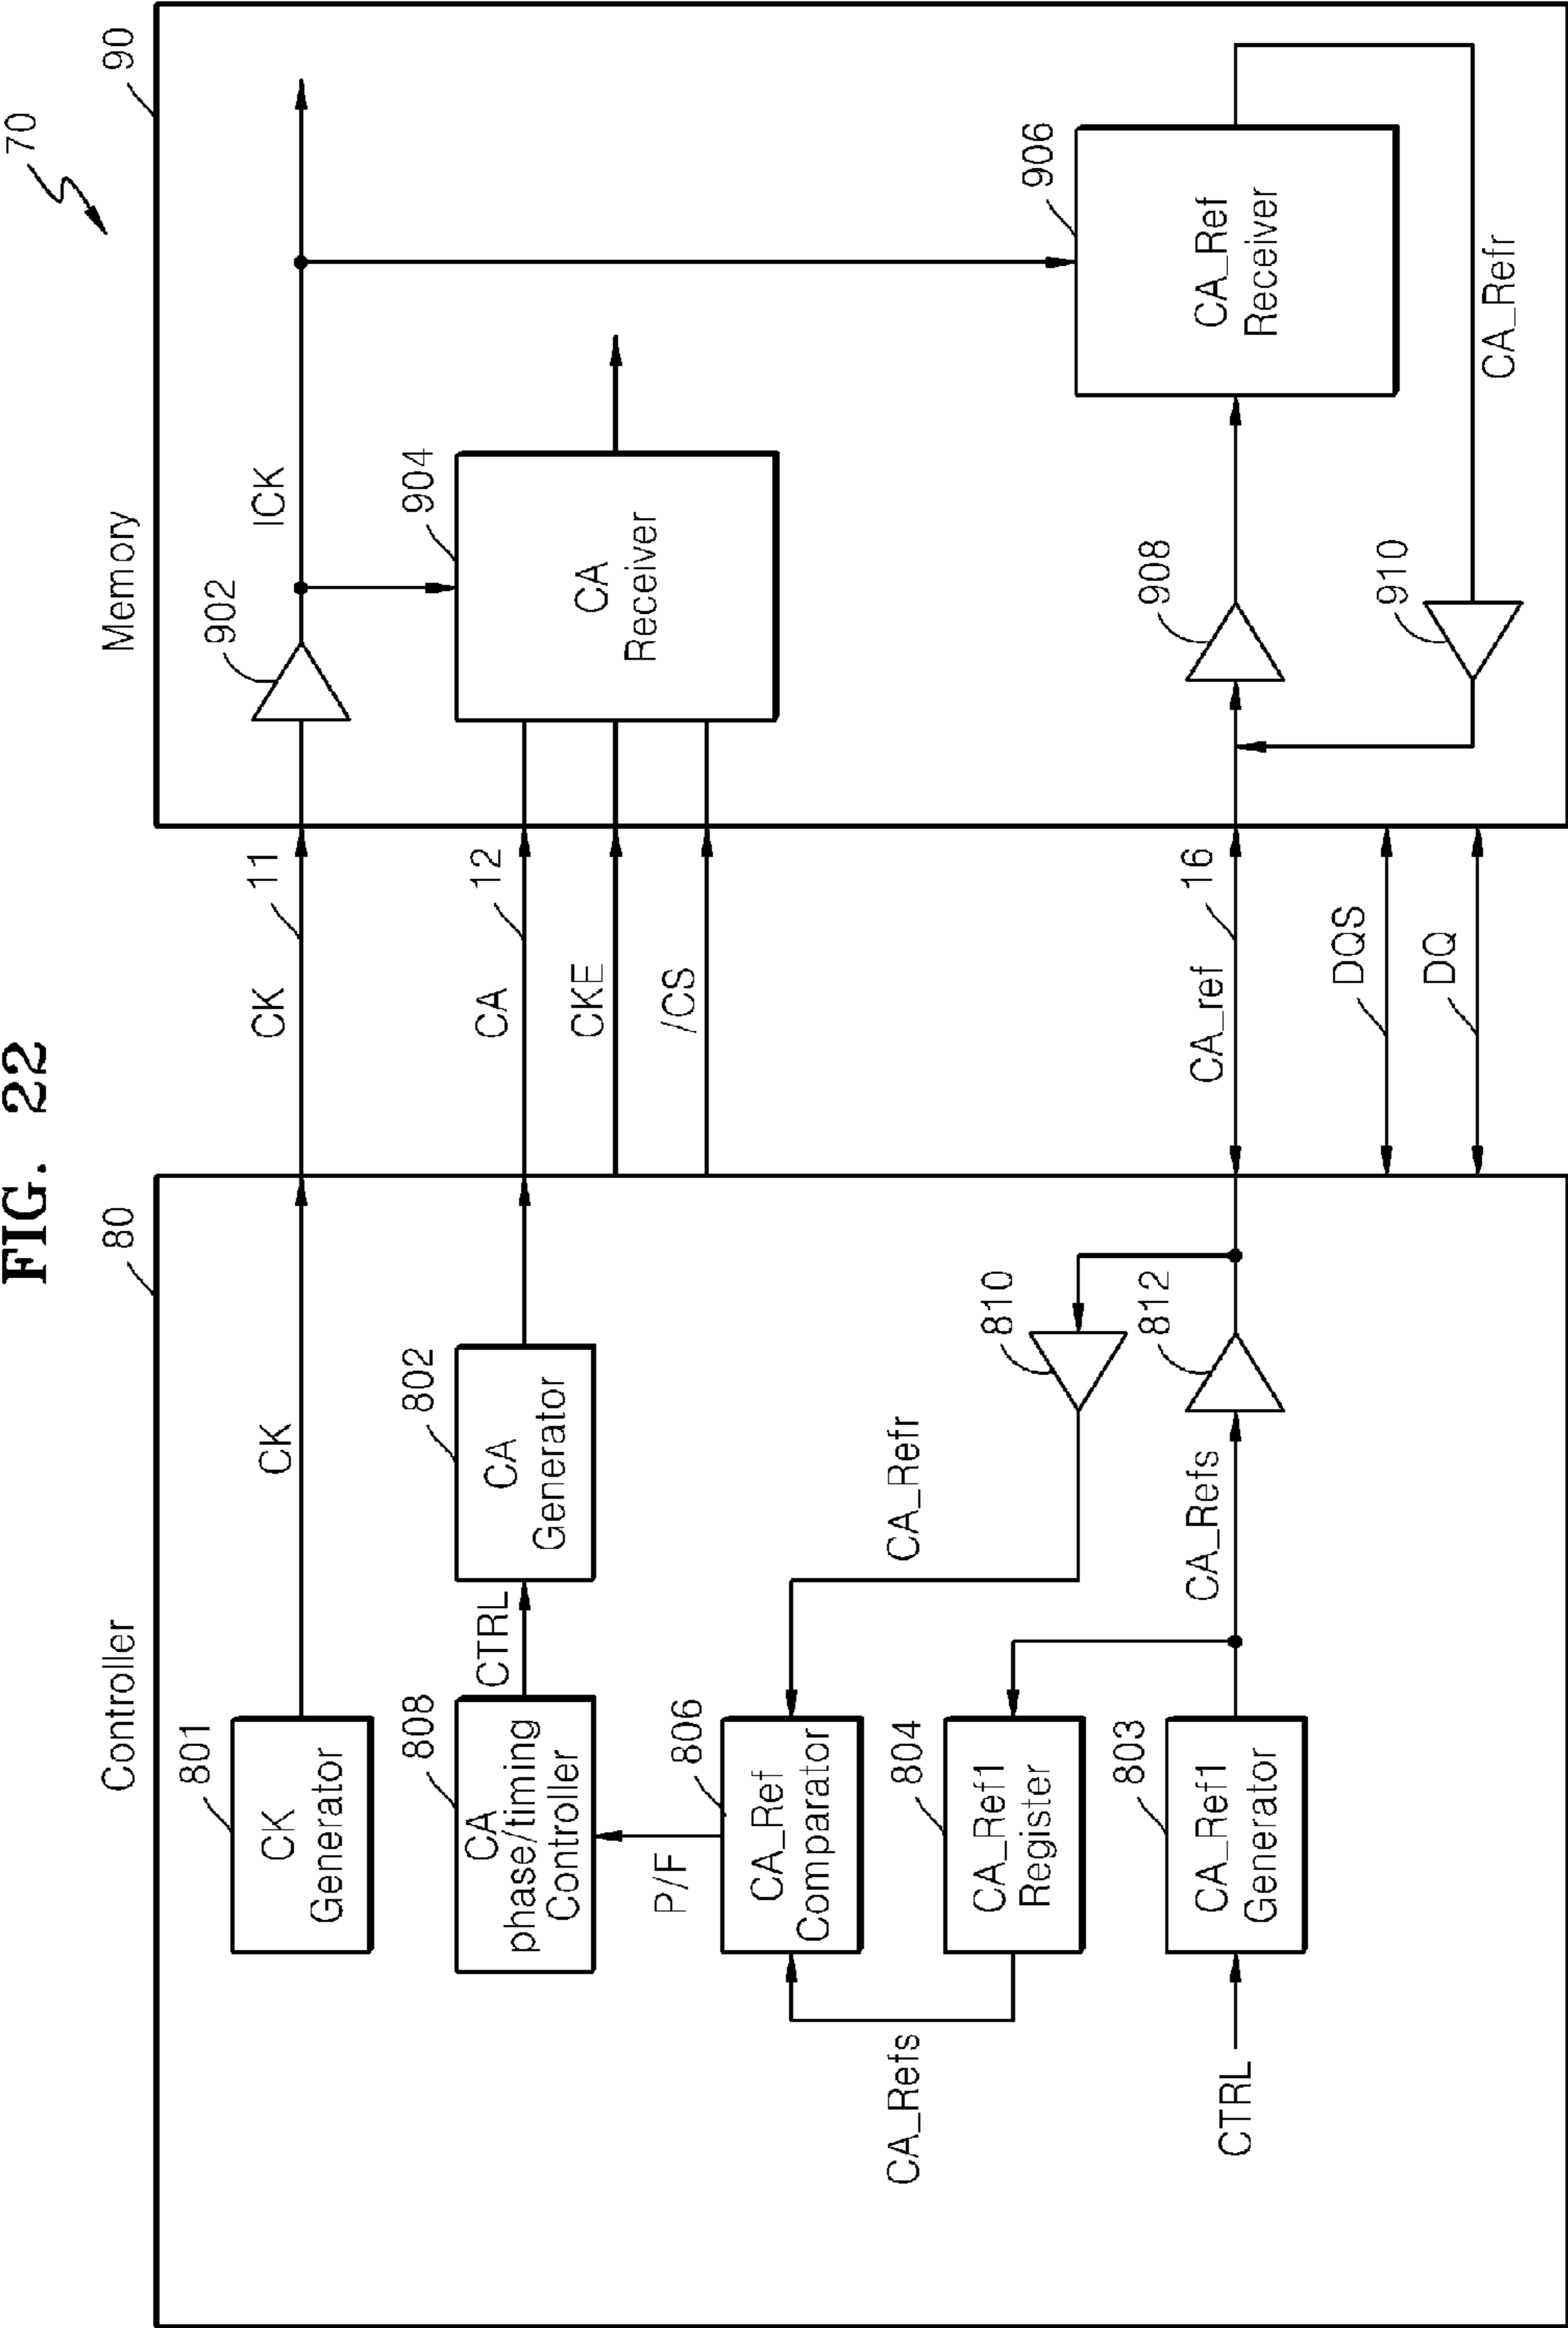 FIG. 22
70
Controller
80
Memory
90
801
CK
Generator
CK
CK
11
902
ICK
808
CA
phase/timing
Controller
CTRL
802
CA
Generator
CA
12
904
CA
Receiver
CKE
/CS
P/F
806
CA_Ref
Comparator
CA_Refr
CA_Refs
804
CA_Ref1
Register
810
803
CA_Ref1
Generator
CTRL
CA_Refs
812
CA_ref
16
908
906
CA_Ref
Receiver
910
CA_Refr
DQS
DQ